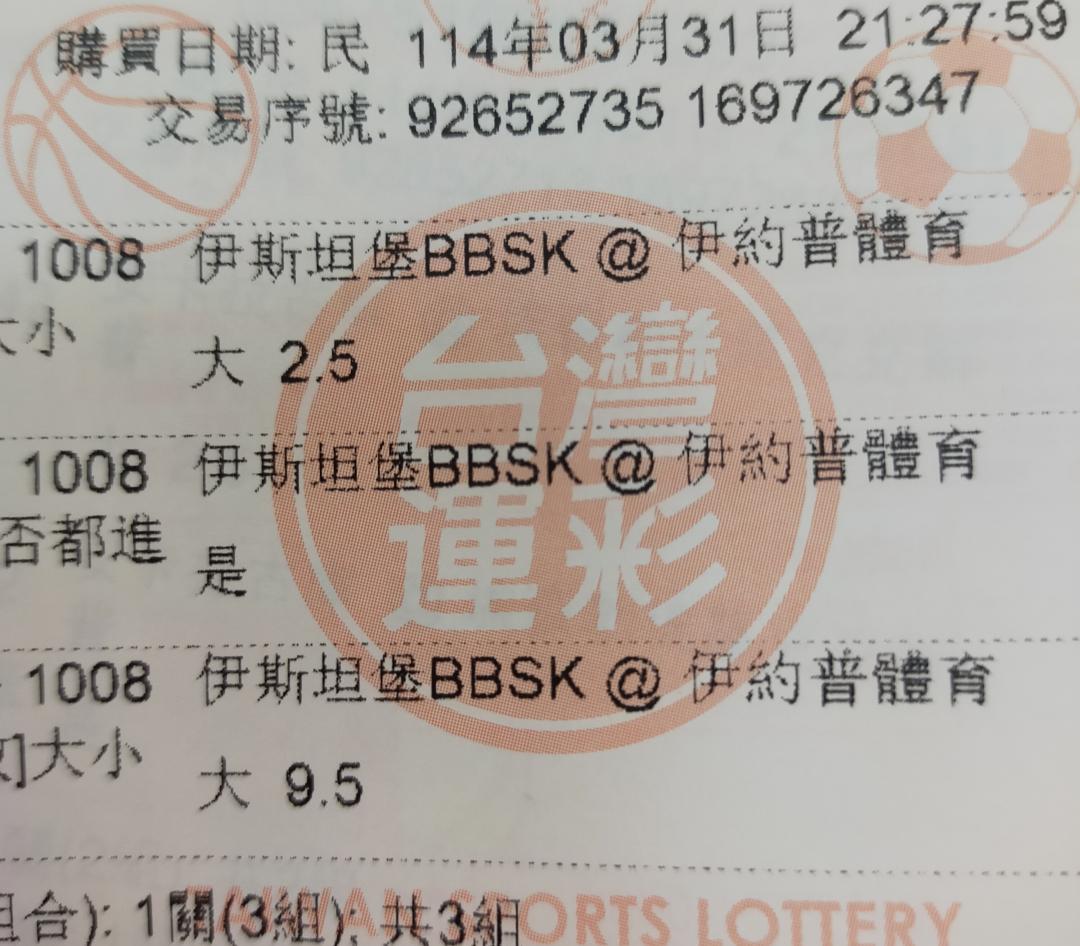 購買日期: 民 114年03月31日 21:27:59
交易序號: 92652735 169726347
1008 伊斯坦堡BBSK @ 伊約普體育
大小
大 2.5
1008 伊斯坦堡BBSK @ 伊約普體育
否都進
是
1008 伊斯坦堡BBSK @ 伊約普體育
大小
大 9.5
組合): 1關(3組); 共3組
台灣
運彩
TAIWAN SPORTS LOTTERY